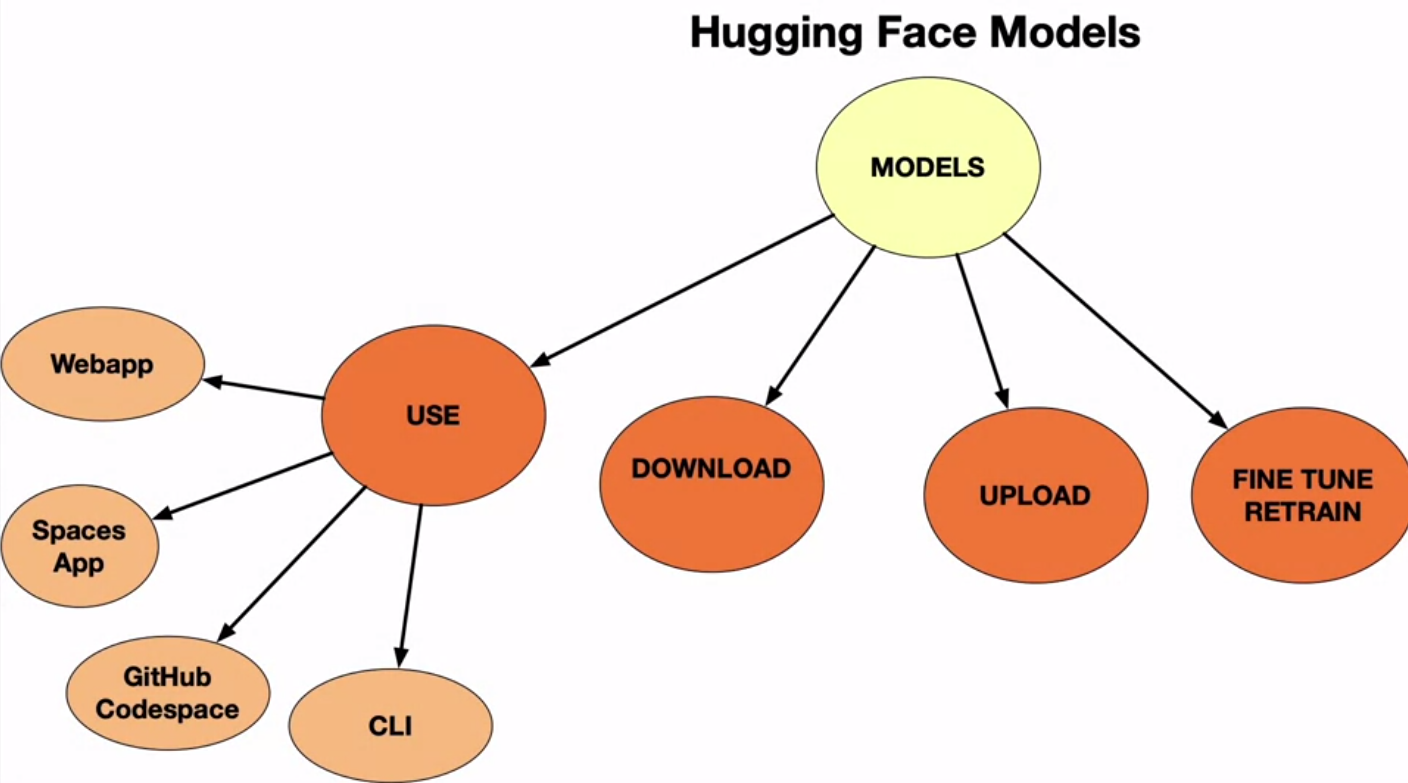 Hugging Face Models
MODELS
Webapp
USE
DOWNLOAD
UPLOAD
FINE TUNE
RETRAIN
Spaces
App
GitHub
Codespace
CLI